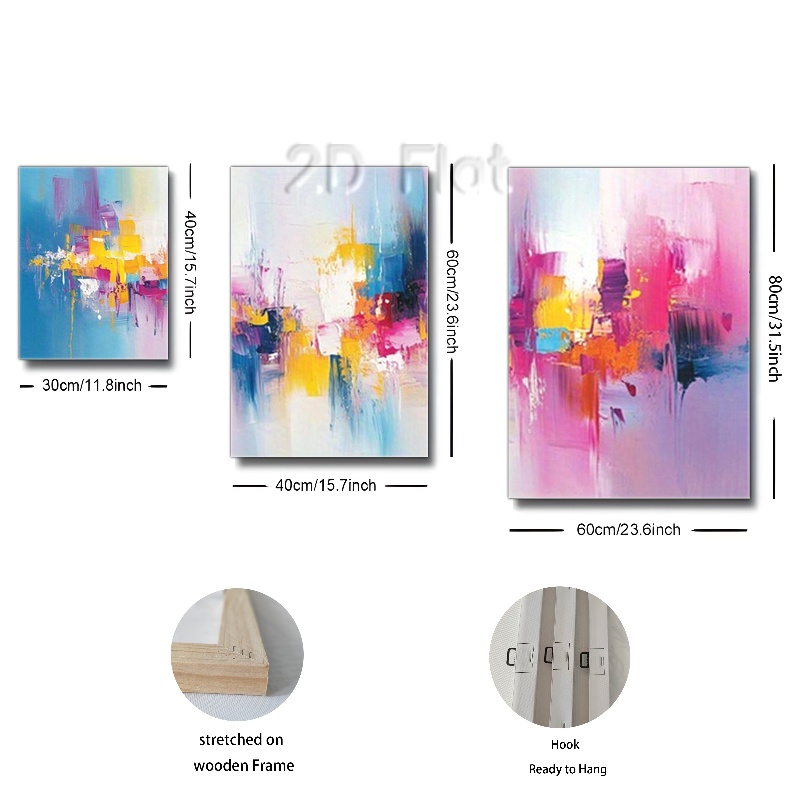 2D Flat
40cm/15.7inch
60cm/23.6inch
80cm/31.5inch
30cm/11.8inch
40cm/15.7inch
60cm/23.6inch
stretched on
wooden Frame
Hook
Ready to Hang